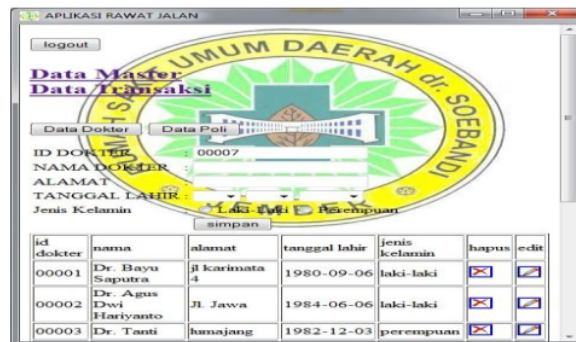 APLIKASI RAWAT JALAN
logout
RUMAH SAKIT UMUM DAERAH dr. SOEBANDI
Data Master
Data Transaksi
Data Dokter Data Poli
ID DOKTER : 00007
NAMA DOKTER :
ALAMAT :
TANGGAL LAHIR :
Jenis Kelamin : Laki-Laki Perempuan
simpan
id dokter nama alamat tanggal lahir jenis kelamin hapus edit
00001 Dr. Bayu Saputra jl karimata 4 1980-09-06 laki-laki
00002 Dr. Agus Dwi Hariyanto Jl. Jawa 1984-06-06 laki-laki
00003 Dr. Tanti lumajang 1982-12-03 perempuan